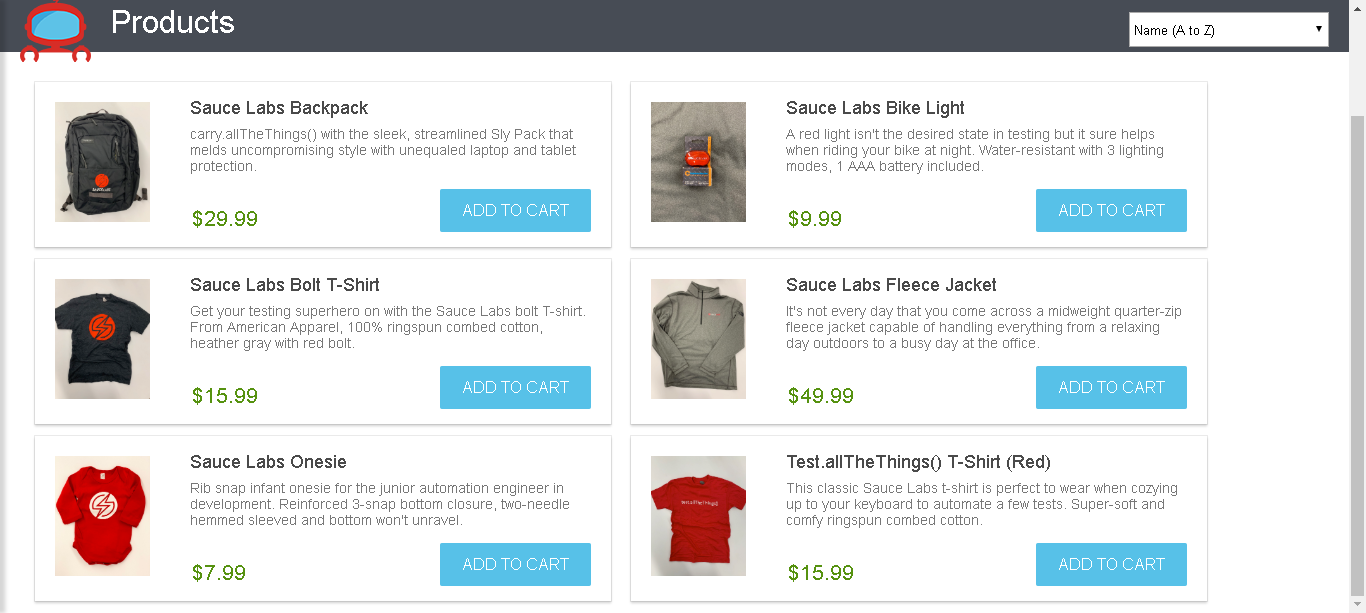 Products
Name (A to Z)
Sauce Labs Backpack
carry.allTheThings() with the sleek, streamlined Sly Pack that
melds uncompromising style with unequaled laptop and tablet
protection.
$29.99
ADD TO CART
Sauce Labs Bike Light
A red light isn't the desired state in testing but it sure helps
when riding your bike at night. Water-resistant with 3 lighting
modes, 1 AAA battery included.
$9.99
ADD TO CART
Sauce Labs Bolt T-Shirt
Get your testing superhero on with the Sauce Labs bolt T-shirt.
From American Apparel, 100% ringspun combed cotton,
heather gray with red bolt.
$15.99
ADD TO CART
Sauce Labs Fleece Jacket
It's not every day that you come across a midweight quarter-zip
fleece jacket capable of handling everything from a relaxing
day outdoors to a busy day at the office.
$49.99
ADD TO CART
Sauce Labs Onesie
Rib snap infant onesie for the junior automation engineer in
development. Reinforced 3-snap bottom closure, two-needle
hemmed sleeved and bottom won't unravel.
$7.99
ADD TO CART
Test.allTheThings() T-Shirt (Red)
This classic Sauce Labs t-shirt is perfect to wear when cozying
up to your keyboard to automate a few tests. Super-soft and
comfy ringspun combed cotton.
$15.99
ADD TO CART